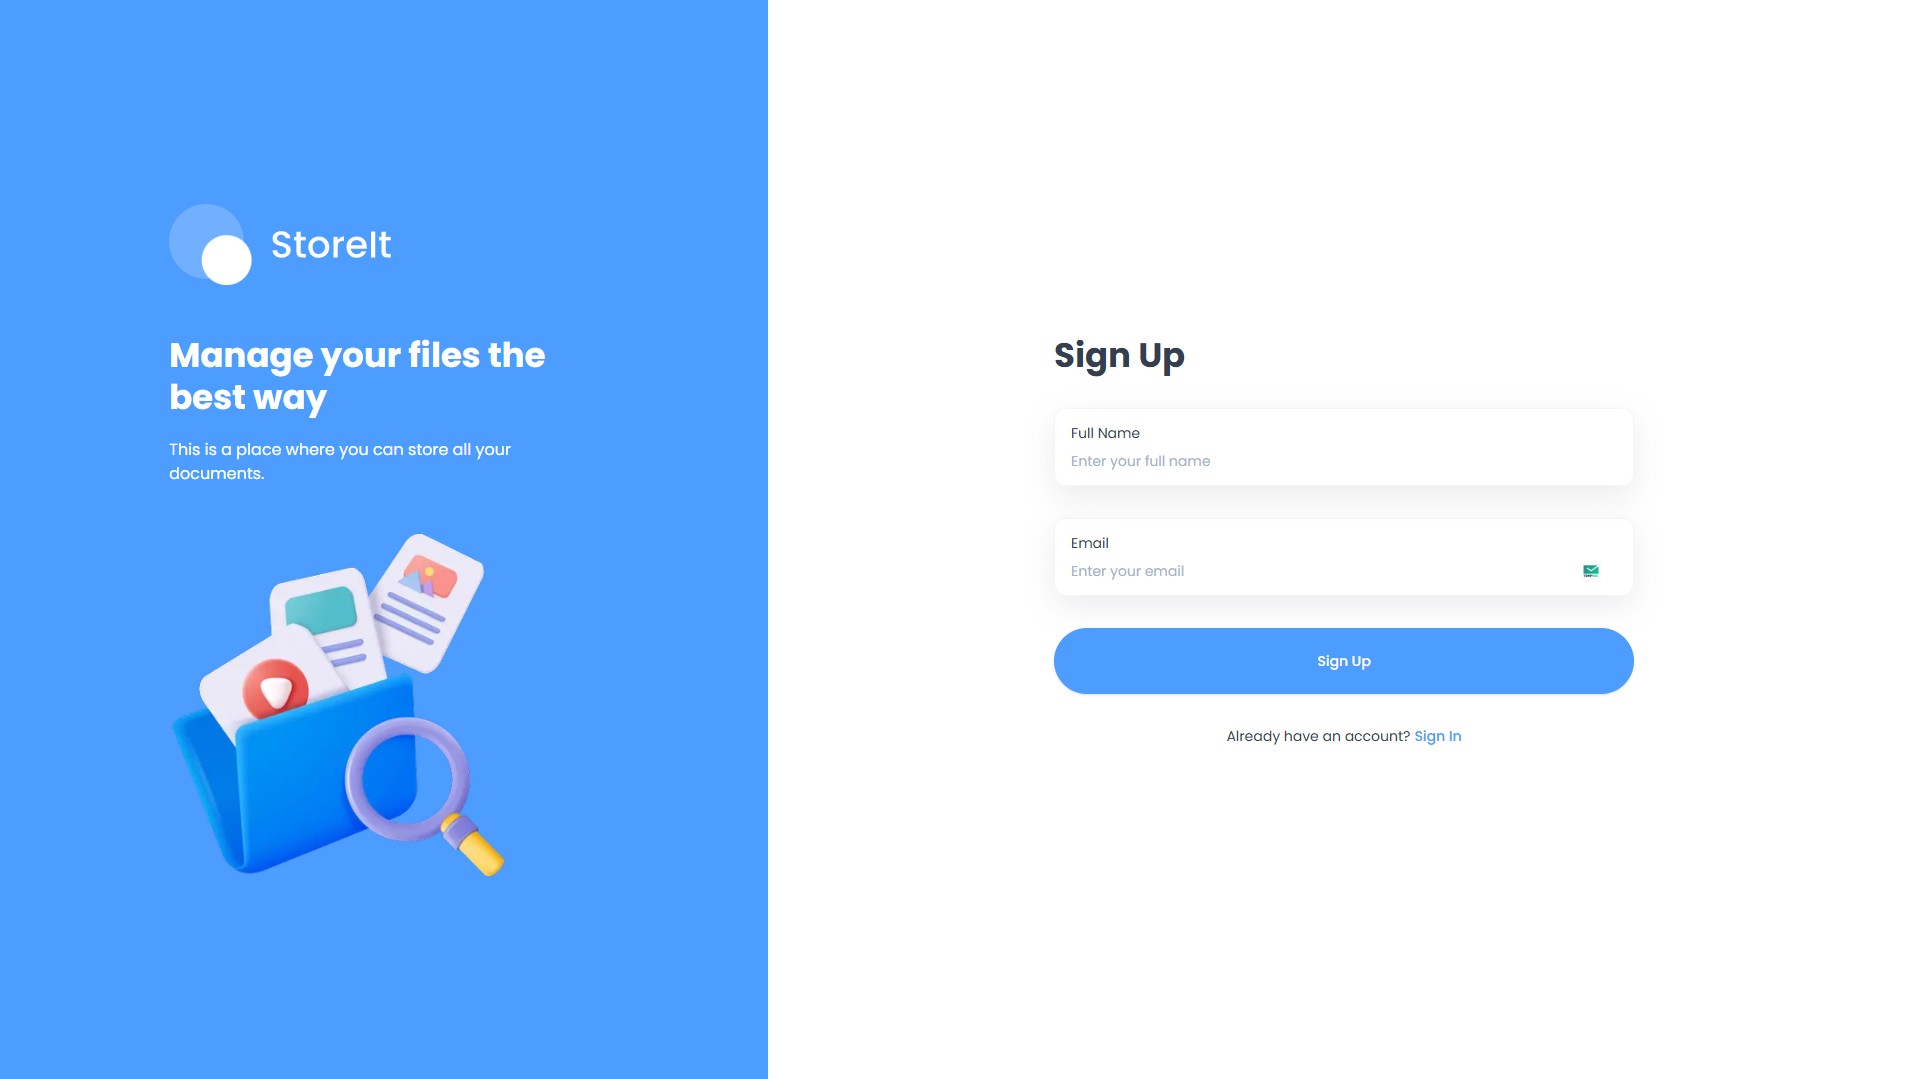 StoreIt
Manage your files the
best way
This is a place where you can store all your
documents.
Sign Up
Full Name
Enter your full name
Email
Enter your email
Sign Up
Already have an account? Sign In